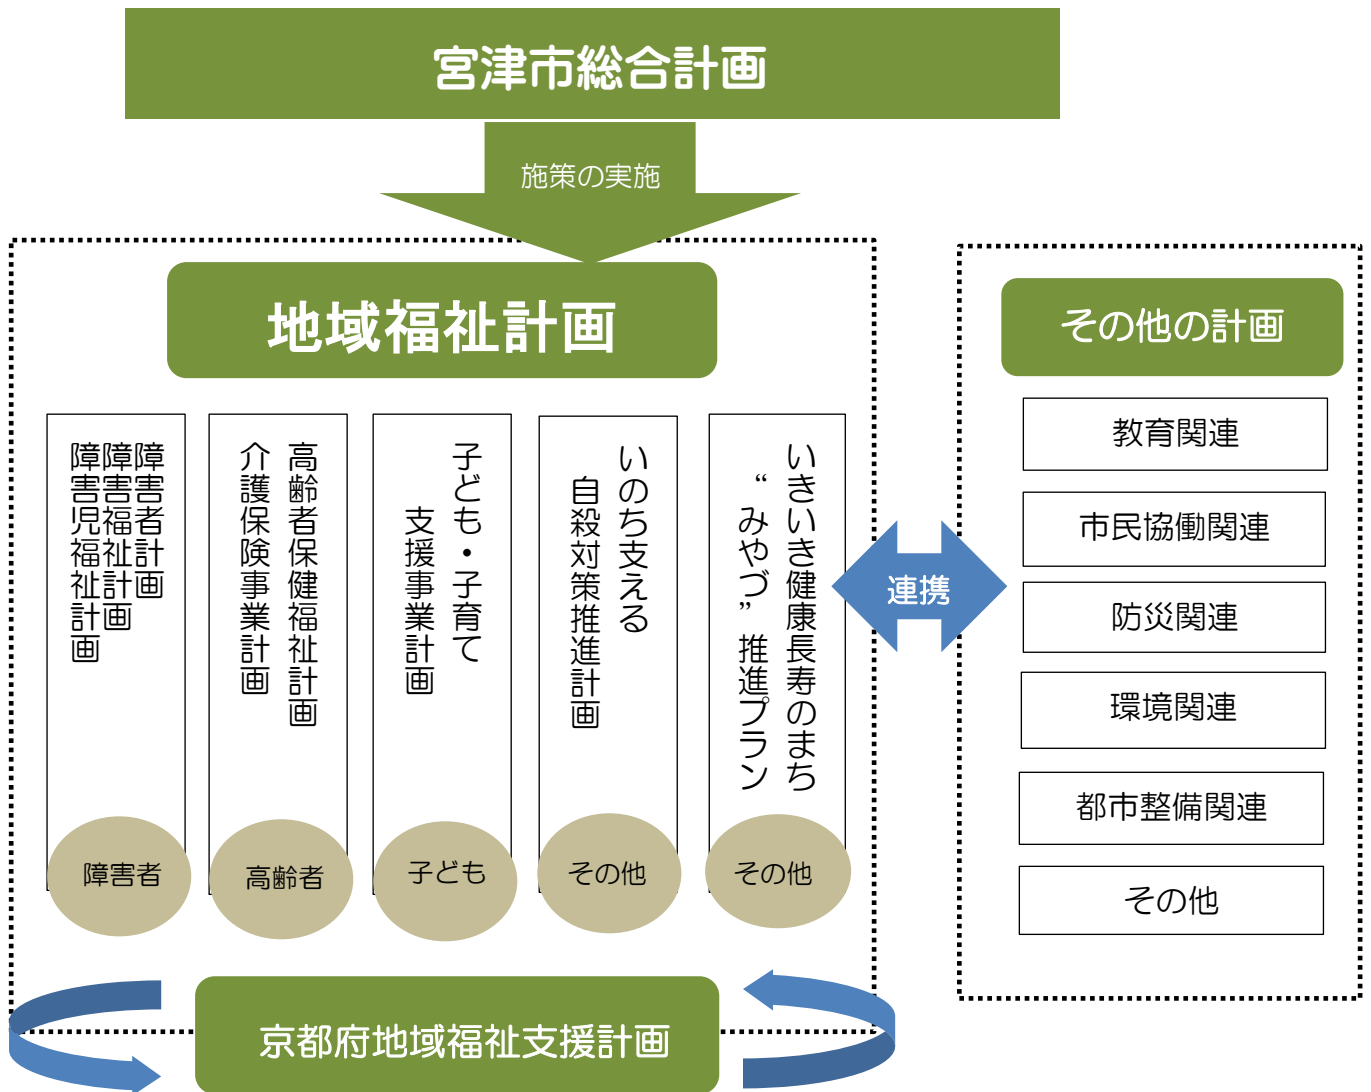 宮津市総合計画
施策の実施
地域福祉計画
障害者計画
障害福祉計画
障害児福祉計画
障害者
高齢者保健福祉計画
介護保険事業計画
高齢者
子ども・子育て
支援事業計画
子ども
いのち支える
自殺対策推進計画
その他
いきいき健康長寿のまち
“みやづ”推進プラン
その他
連携
その他の計画
教育関連
市民協働関連
防災関連
環境関連
都市整備関連
その他
京都府地域福祉支援計画